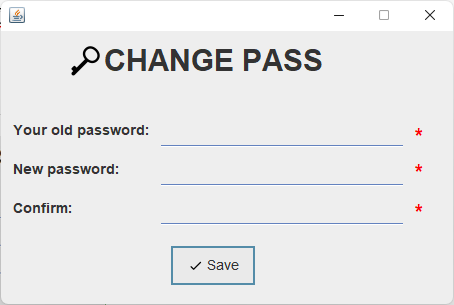 CHANGE PASS
Your old password: *
New password: *
Confirm: *
Save